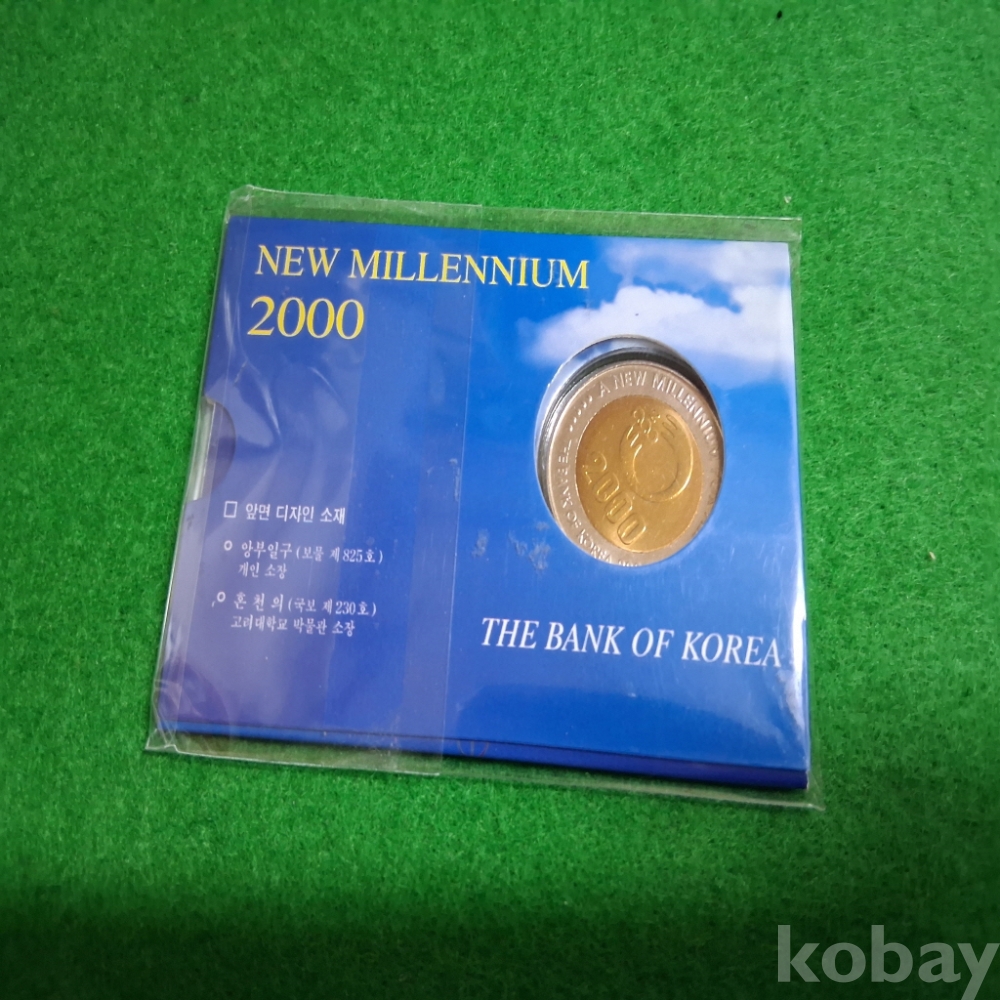 NEW MILLENNIUM
2000
A NEW MILLENNIUM
2000
□ 앞면 디자인 소재
○ 앙부일구 (보물 제825호)
개인 소장
○ 혼 천 의 (국보 제230호)
고려대학교 박물관 소장
THE BANK OF KOREA
kobay